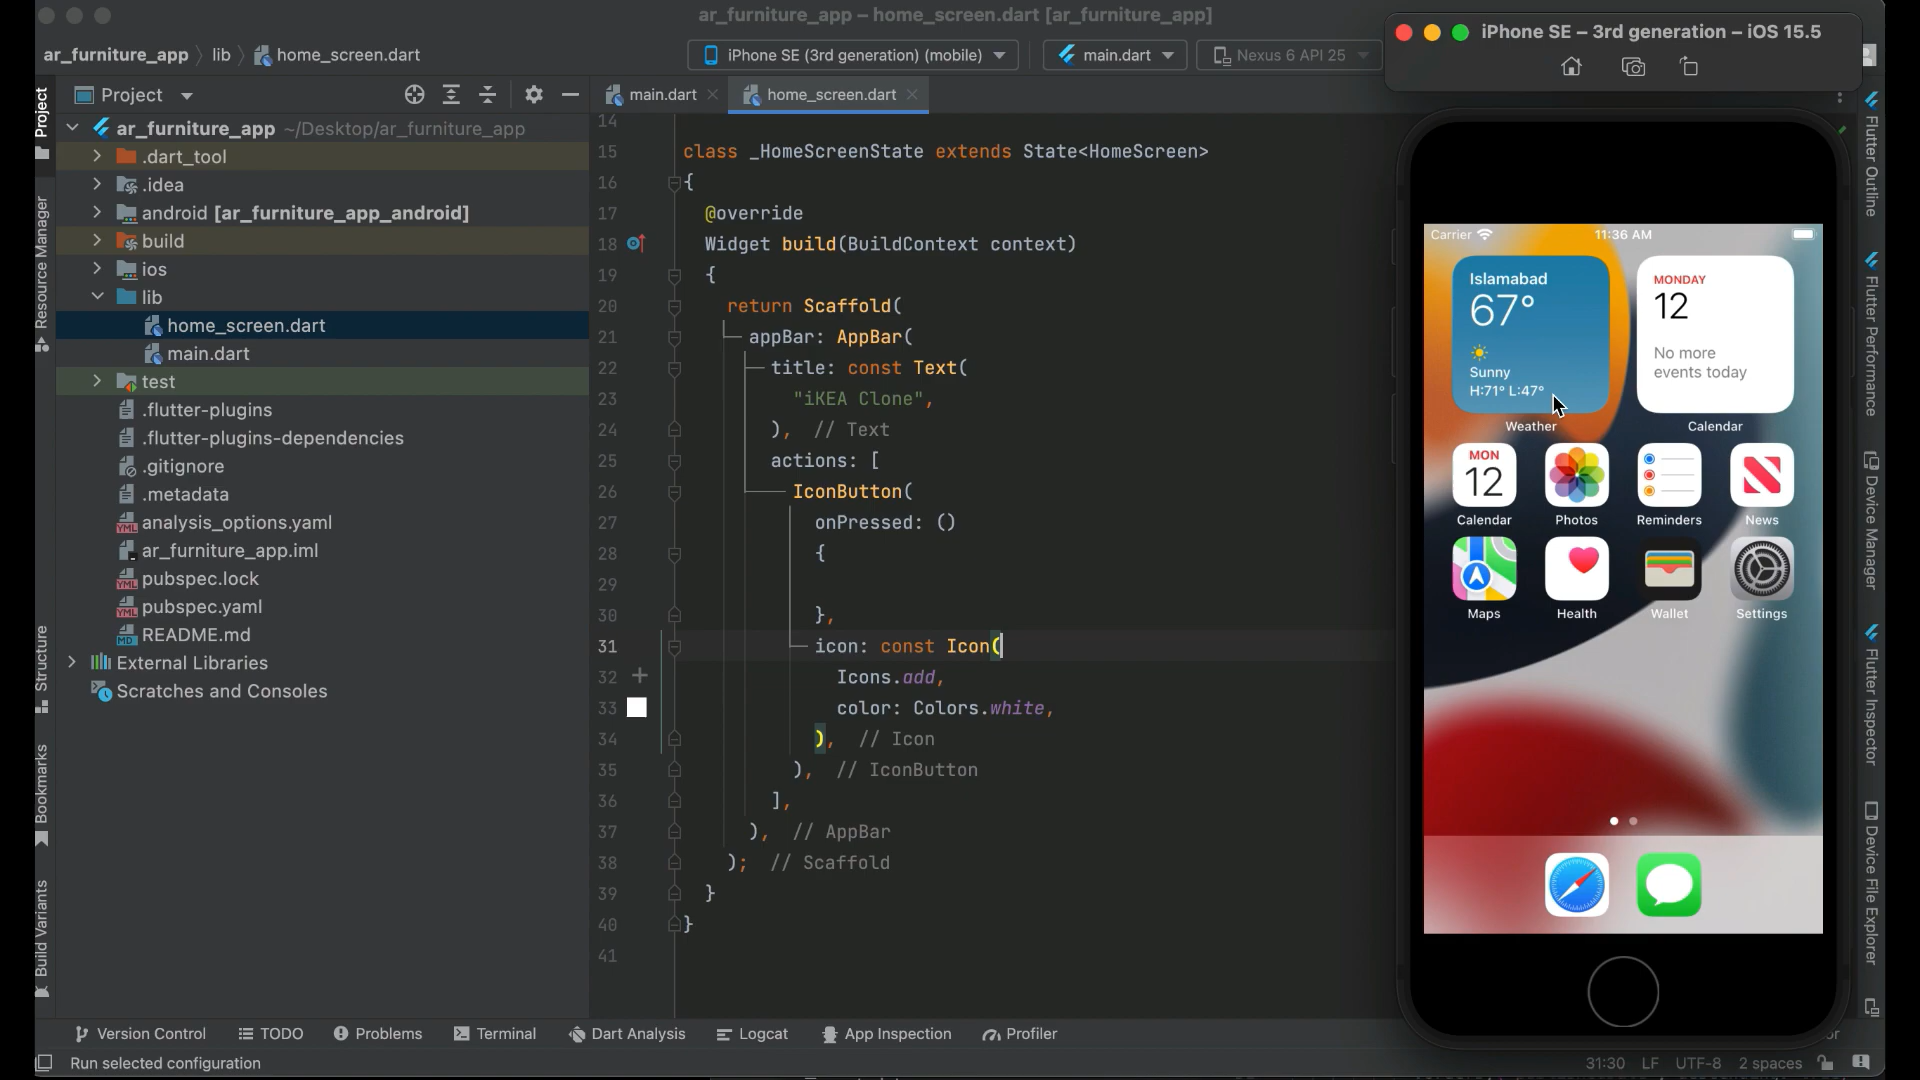 ar_furniture_app – home_screen.dart [ar_furniture_app]
ar_furniture_app
lib
home_screen.dart
iPhone SE (3rd generation) (mobile)
main.dart
Nexus 6 API 25
iPhone SE – 3rd generation – iOS 15.5
Project
Resource Manager
Structure
Bookmarks
Build Variants
Project
ar_furniture_app ~/Desktop/ar_furniture_app
.dart_tool
.idea
android [ar_furniture_app_android]
build
ios
lib
home_screen.dart
main.dart
test
.flutter-plugins
.flutter-plugins-dependencies
.gitignore
.metadata
analysis_options.yaml
ar_furniture_app.iml
pubspec.lock
pubspec.yaml
README.md
External Libraries
Scratches and Consoles
main.dart
home_screen.dart
14
15 class _HomeScreenState extends State<HomeScreen>
16 {
17 @override
18 Widget build(BuildContext context)
19 {
20 return Scaffold(
21 appBar: AppBar(
22 title: const Text(
23 "iKEA Clone",
24 ), // Text
25 actions: [
26 IconButton(
27 onPressed: ()
28 {
29
30 },
31 icon: const Icon(
32 Icons.add,
33 color: Colors.white,
34 ), // Icon
35 ), // IconButton
36 ],
37 ), // AppBar
38 ); // Scaffold
39 }
40 }
41
Carrier
11:36 AM
Islamabad
67°
Sunny
H:71° L:47°
Weather
MONDAY
12
No more
events today
Calendar
MON
12
Calendar
Photos
Reminders
News
Maps
Health
Wallet
Settings
Flutter Outline
Flutter Performance
Device Manager
Flutter Inspector
Device File Explorer
Version Control
TODO
Problems
Terminal
Dart Analysis
Logcat
App Inspection
Profiler
or
Run selected configuration
31:30
LF
UTF-8
2 spaces